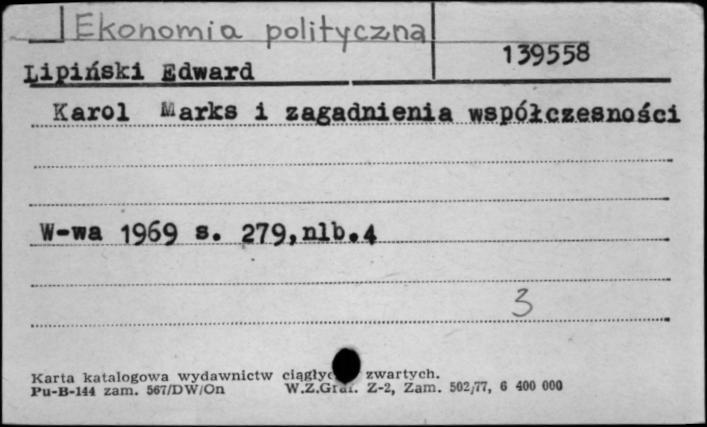 Ekonomia polityczna
139558
Lipiński Edward
Karol Marks i zagadnienia współczesności
W-wa 1969 s. 279,nlb.4
3
Karta katalogowa wydawnictw zwartych.
Pu-B-144 zam. 567/DW/On W.Z.Graf. Z-2, Zam. 502/77, 6 400 000